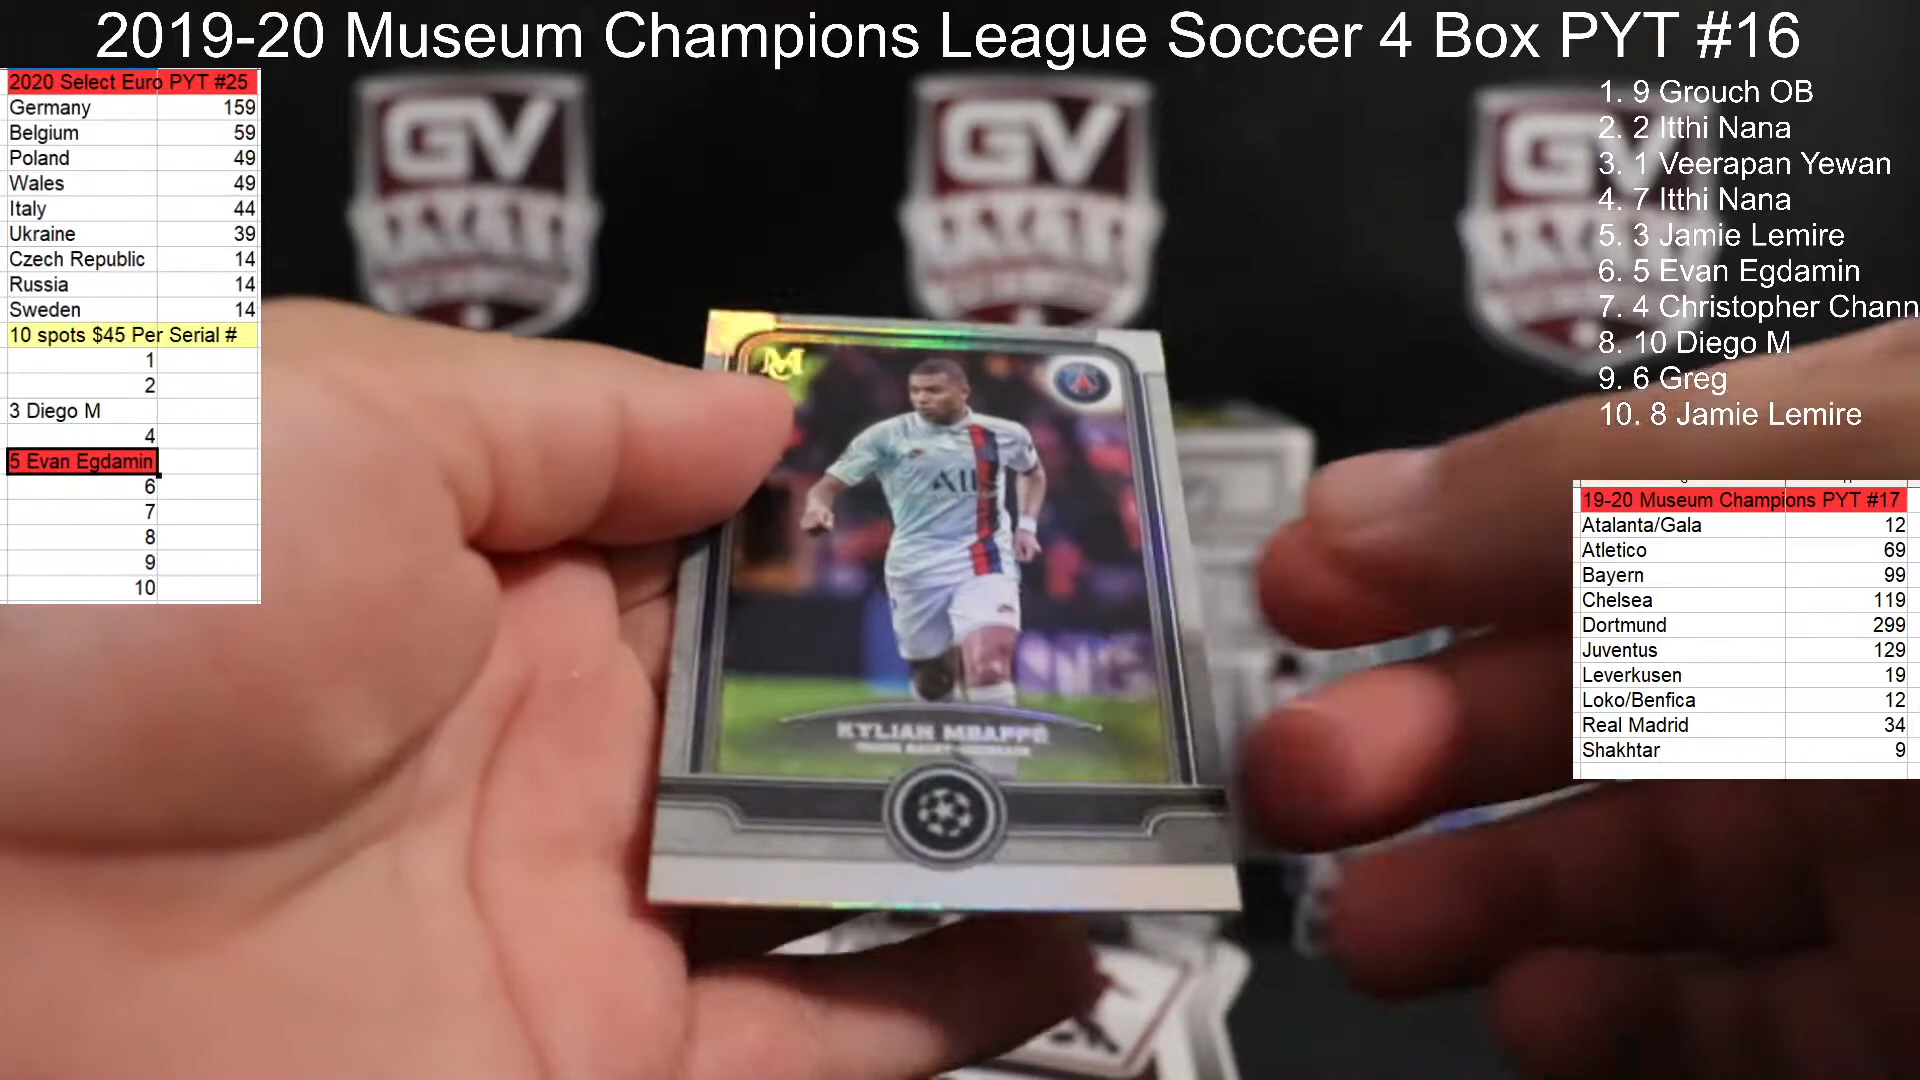 2019-20 Museum Champions League Soccer 4 Box PYT #16
2020 Select Euro PYT #25
Germany 159
Belgium 59
Poland 49
Wales 49
Italy 44
Ukraine 39
Czech Republic 14
Russia 14
Sweden 14
10 spots $45 Per Serial #
1
2
3 Diego M
4
5 Evan Egdamin
6
7
8
9
10
1. 9 Grouch OB
2. 2 Itthi Nana
3. 1 Veerapan Yewan
4. 7 Itthi Nana
5. 3 Jamie Lemire
6. 5 Evan Egdamin
7. 4 Christopher Chann
8. 10 Diego M
9. 6 Greg
10. 8 Jamie Lemire
19-20 Museum Champions PYT #17
Atalanta/Gala 12
Atletico 69
Bayern 99
Chelsea 119
Dortmund 299
Juventus 129
Leverkusen 19
Loko/Benfica 12
Real Madrid 34
Shakhtar 9
GV
GV
KYLIAN MBAPPÉ